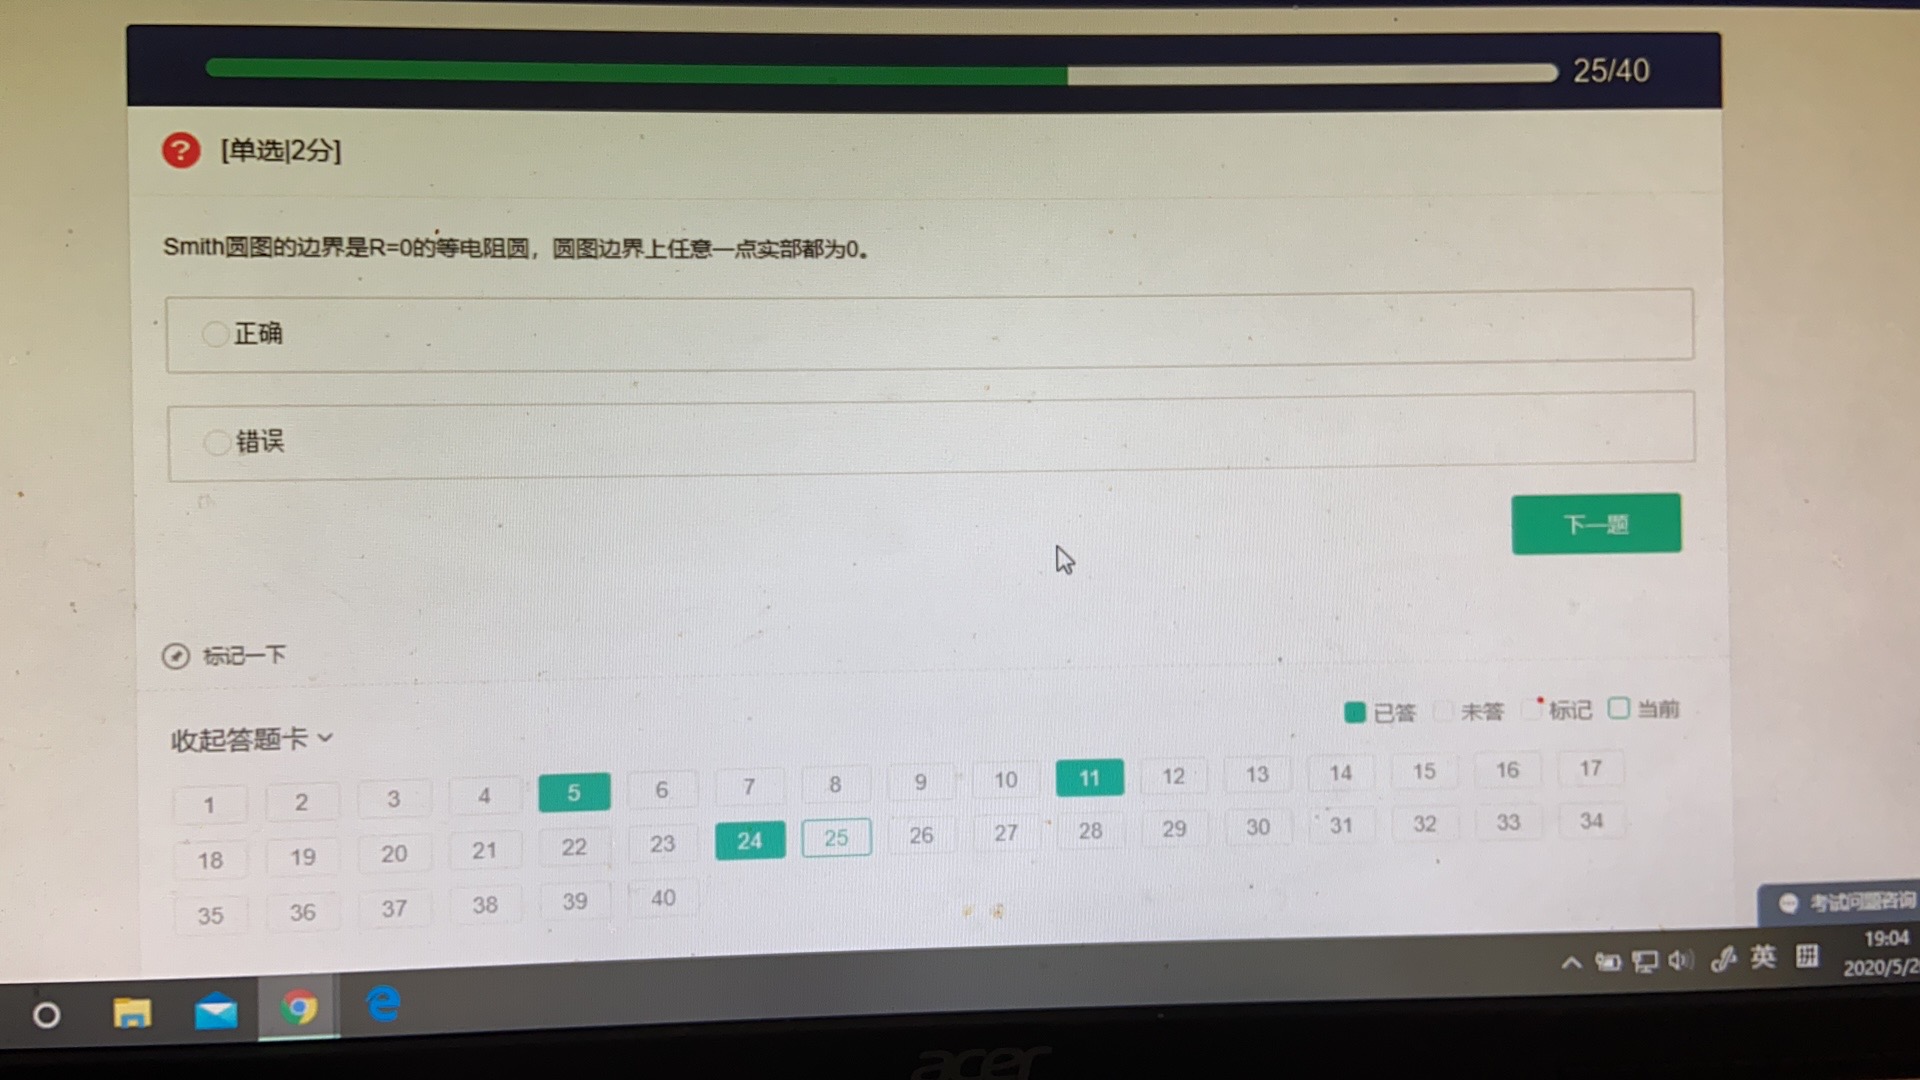 25/40
? [单选|2分]
Smith圆图的边界是R=0的等电阻圆，圆图边界上任意一点实部都为0。
正确
错误
下一题
标记一下
已答 未答 标记 当前
收起答题卡
1 2 3 4 5 6 7 8 9 10 11 12 13 14 15 16 17
18 19 20 21 22 23 24 25 26 27 28 29 30 31 32 33 34
35 36 37 38 39 40
考试问题咨询
英 拼 19:04
2020/5/2
acer